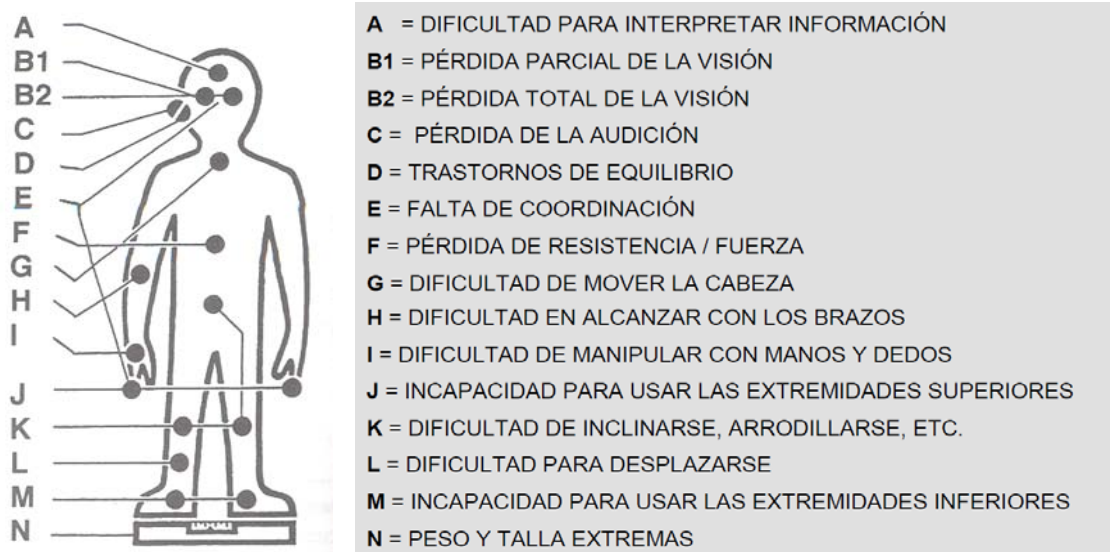 A
B1
B2
C
D
E
F
G
H
I
J
K
L
M
N
A = DIFICULTAD PARA INTERPRETAR INFORMACIÓN
B1 = PÉRDIDA PARCIAL DE LA VISIÓN
B2 = PÉRDIDA TOTAL DE LA VISIÓN
C = PÉRDIDA DE LA AUDICIÓN
D = TRASTORNOS DE EQUILIBRIO
E = FALTA DE COORDINACIÓN
F = PÉRDIDA DE RESISTENCIA / FUERZA
G = DIFICULTAD DE MOVER LA CABEZA
H = DIFICULTAD EN ALCANZAR CON LOS BRAZOS
I = DIFICULTAD DE MANIPULAR CON MANOS Y DEDOS
J = INCAPACIDAD PARA USAR LAS EXTREMIDADES SUPERIORES
K = DIFICULTAD DE INCLINARSE, ARRODILLARSE, ETC.
L = DIFICULTAD PARA DESPLAZARSE
M = INCAPACIDAD PARA USAR LAS EXTREMIDADES INFERIORES
N = PESO Y TALLA EXTREMAS